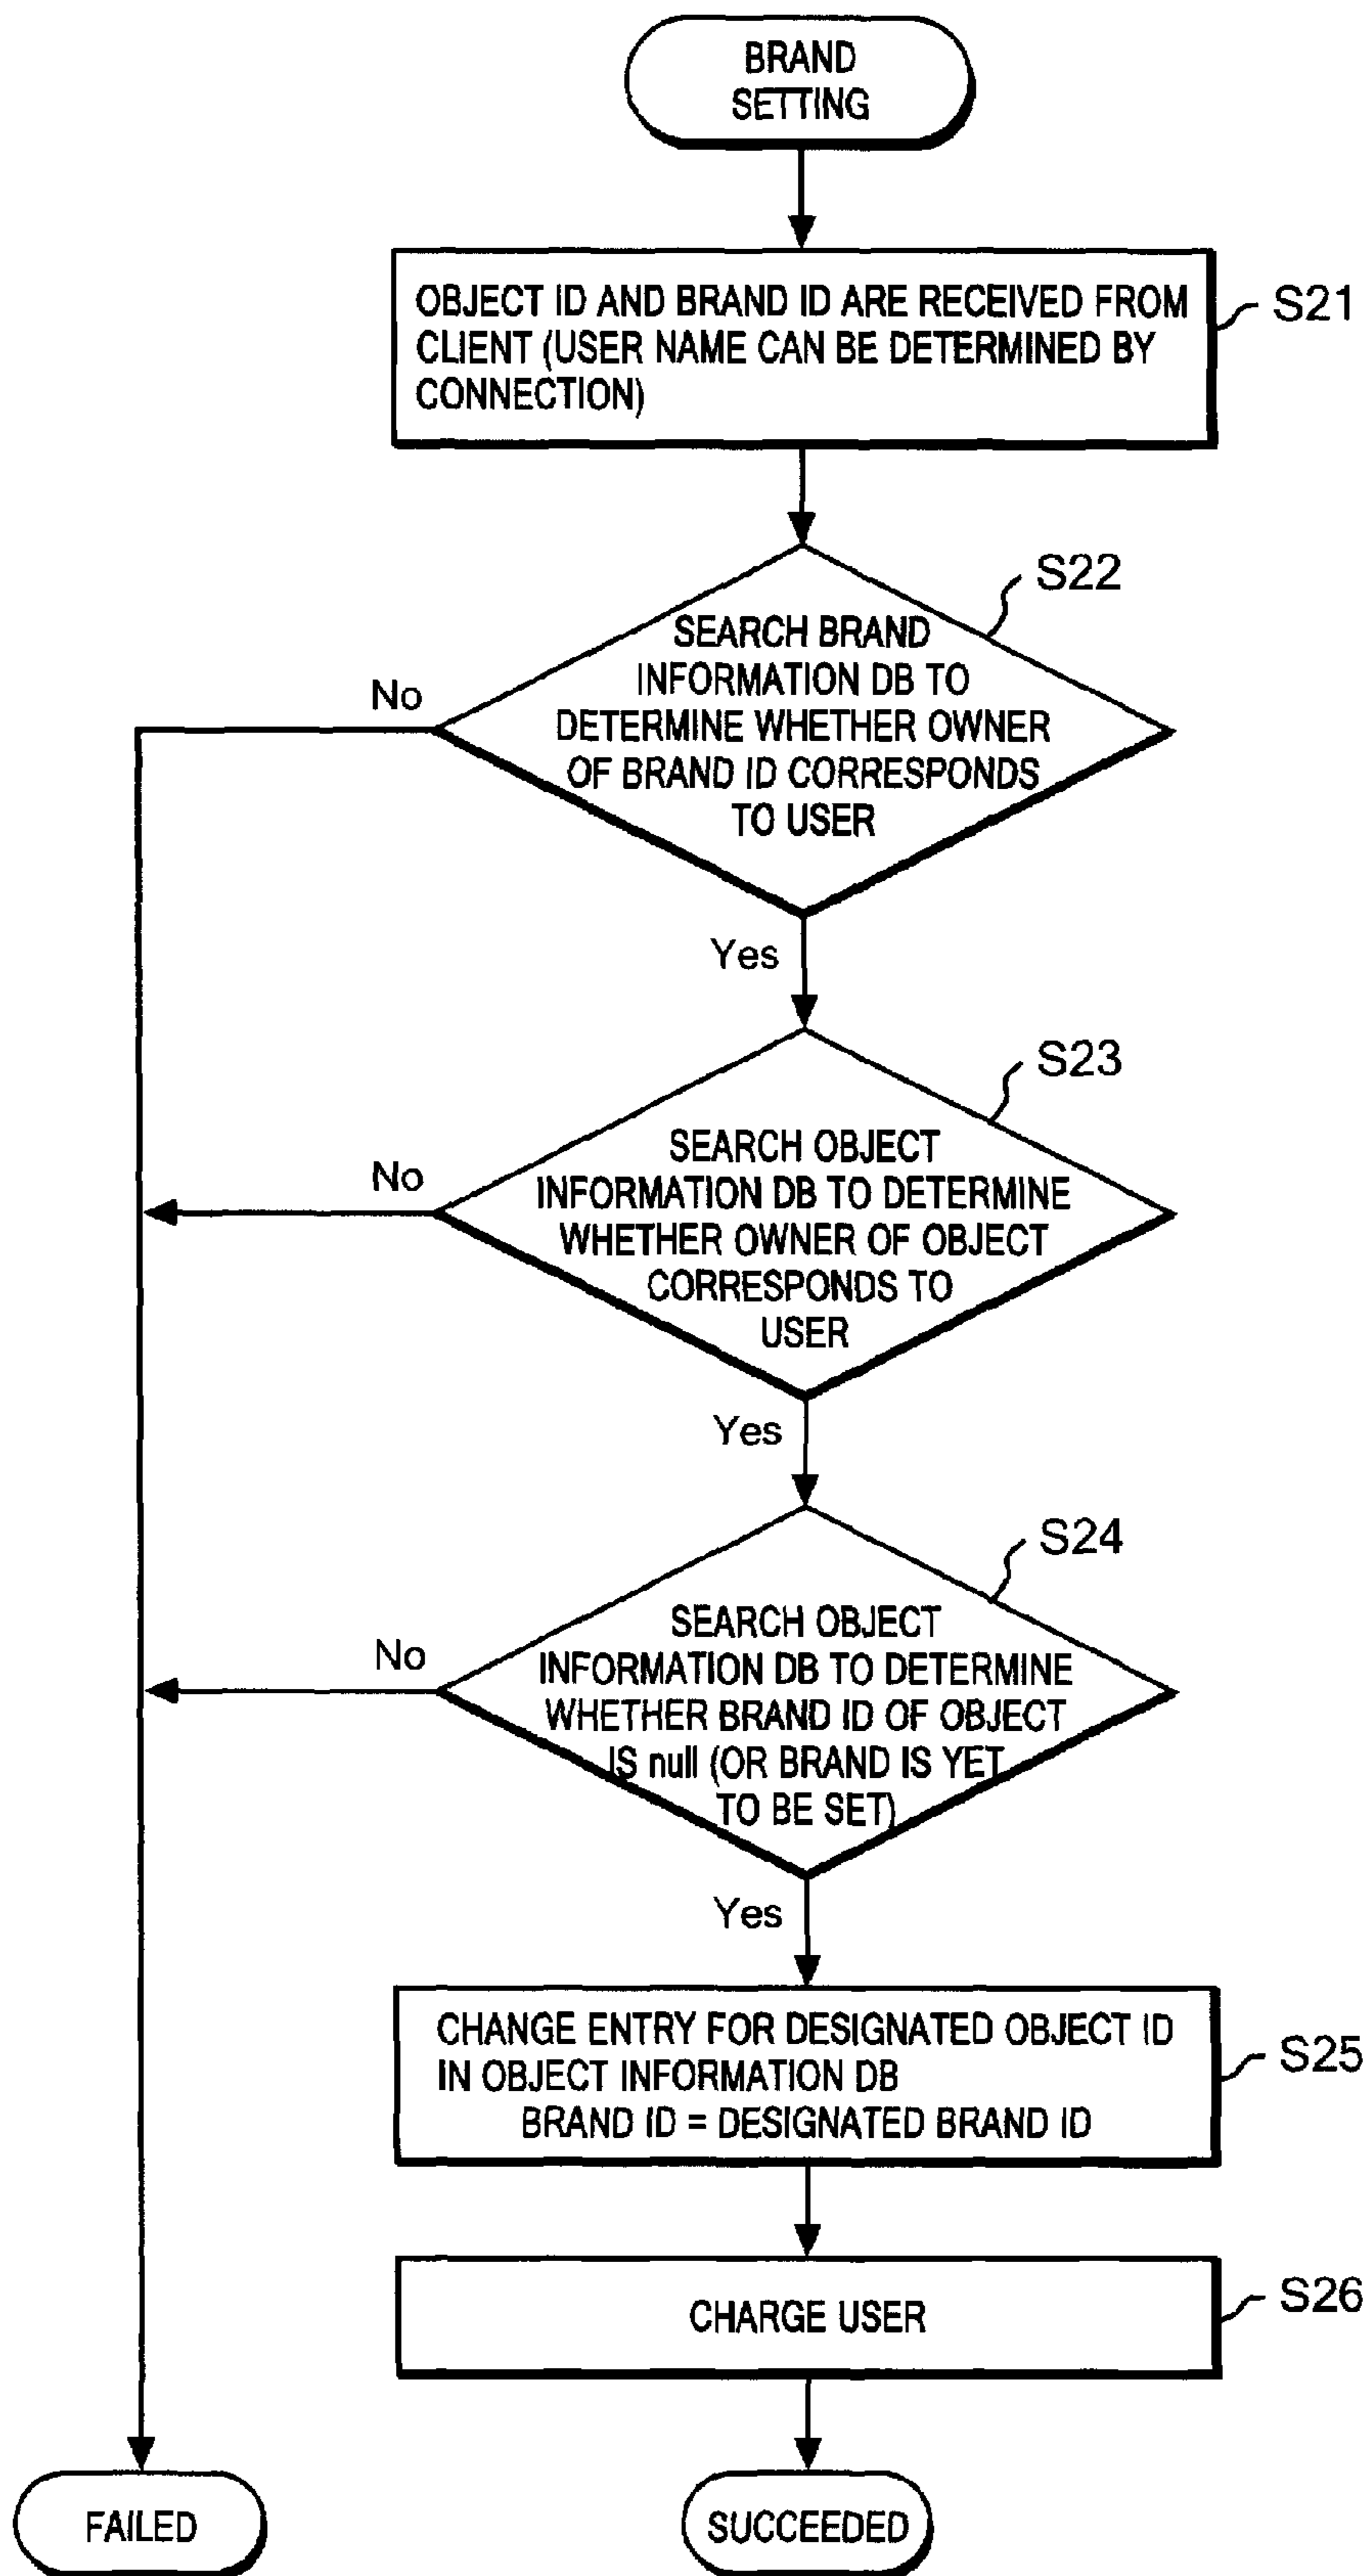 BRAND
SETTING
OBJECT ID AND BRAND ID ARE RECEIVED FROM
CLIENT (USER NAME CAN BE DETERMINED BY
CONNECTION)
S21
S22
SEARCH BRAND
INFORMATION DB TO
DETERMINE WHETHER OWNER
OF BRAND ID CORRESPONDS
TO USER
No
Yes
S23
SEARCH OBJECT
INFORMATION DB TO DETERMINE
WHETHER OWNER OF OBJECT
CORRESPONDS TO
USER
No
Yes
S24
SEARCH OBJECT
INFORMATION DB TO DETERMINE
WHETHER BRAND ID OF OBJECT
IS null (OR BRAND IS YET
TO BE SET)
No
Yes
CHANGE ENTRY FOR DESIGNATED OBJECT ID
IN OBJECT INFORMATION DB
BRAND ID = DESIGNATED BRAND ID
S25
CHARGE USER
S26
FAILED
SUCCEEDED